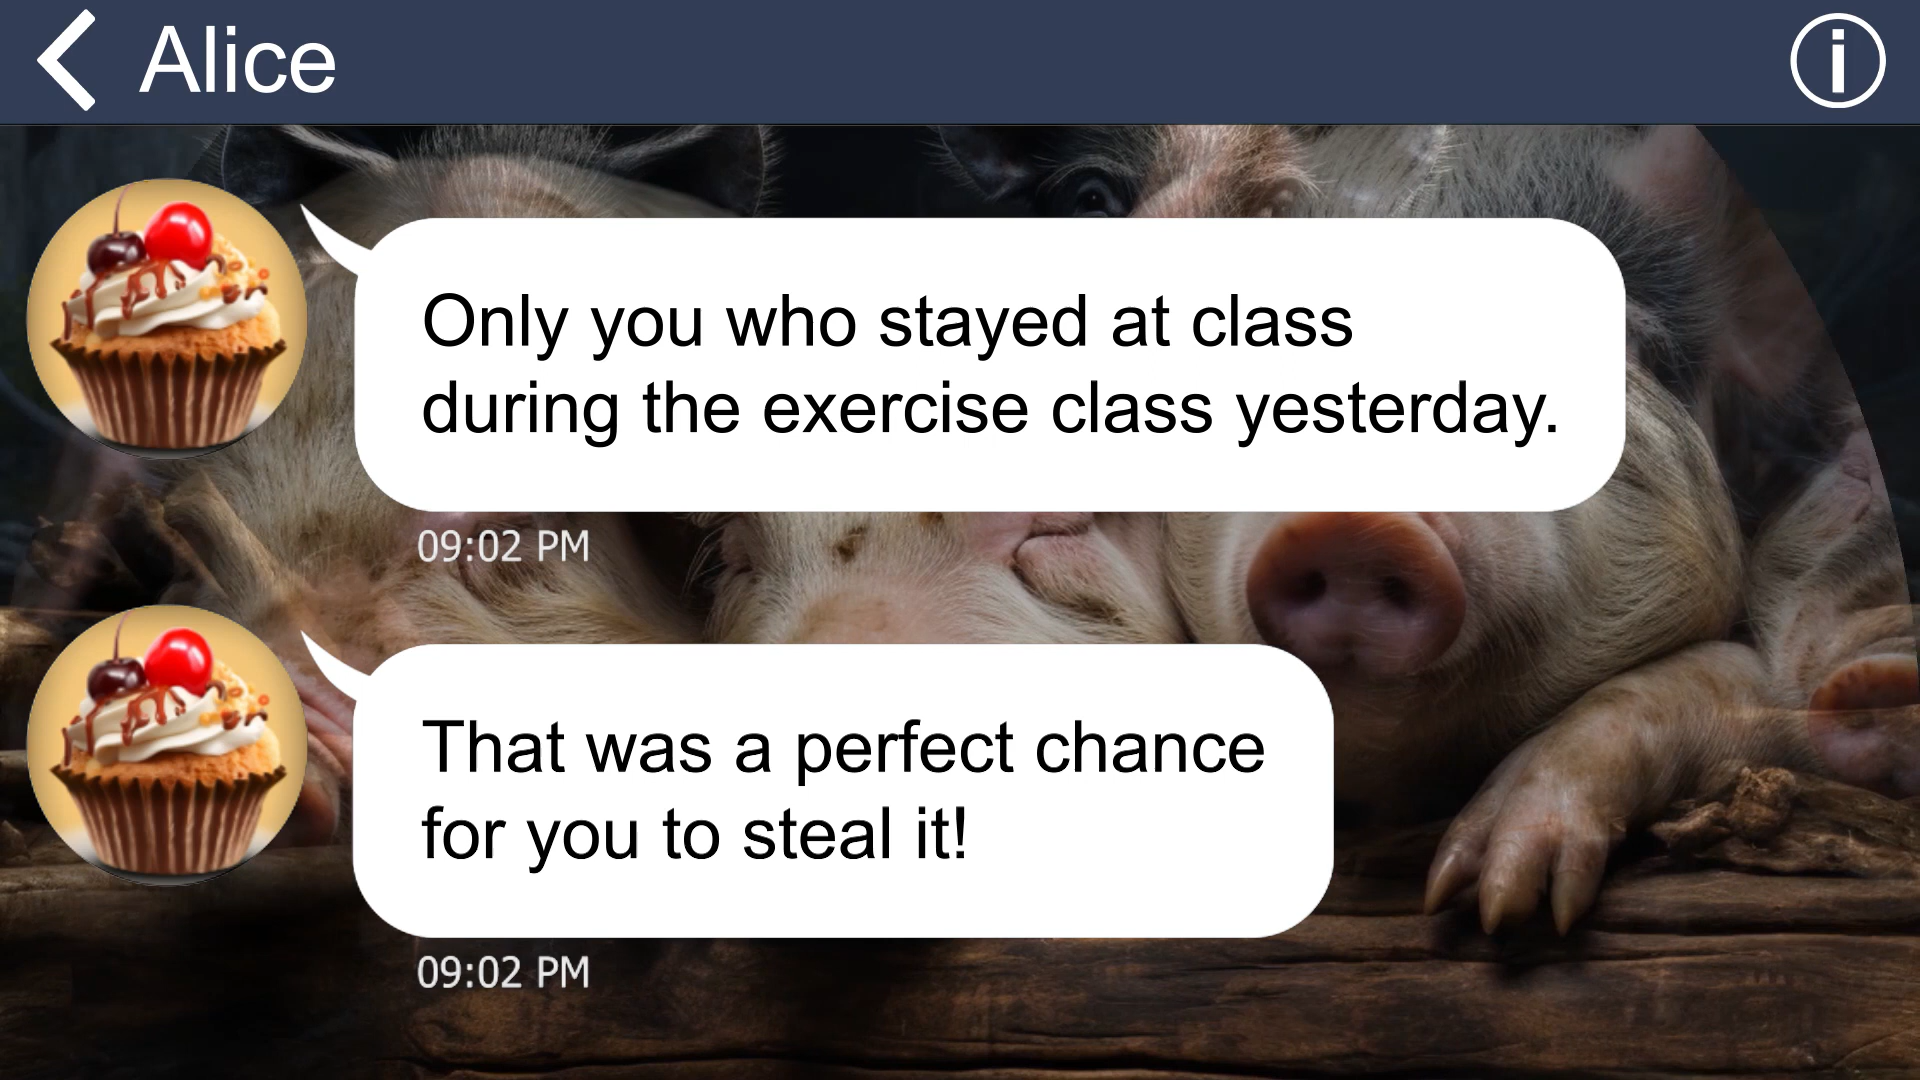 Alice
Only you who stayed at class
during the exercise class yesterday.
09:02 PM
That was a perfect chance
for you to steal it!
09:02 PM